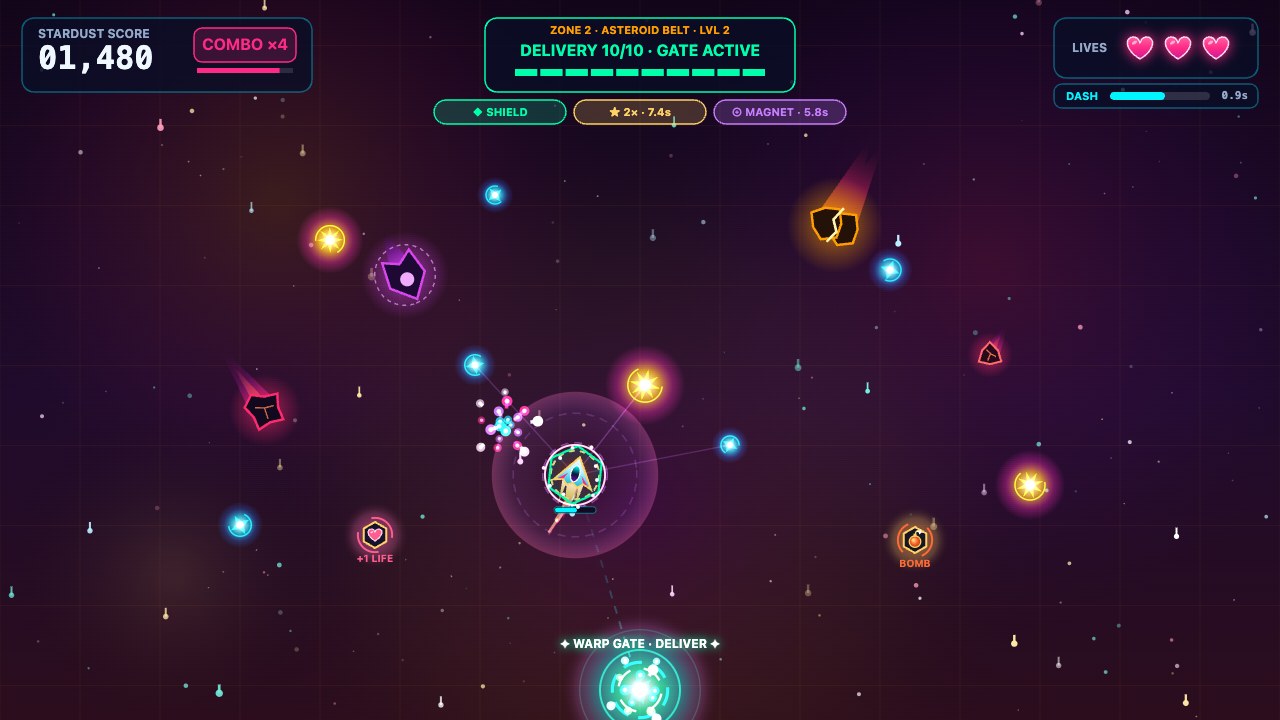 STARDUST SCORE
01,480
COMBO ×4
ZONE 2 · ASTEROID BELT · LVL 2
DELIVERY 10/10 · GATE ACTIVE
LIVES
DASH 0.9s
◆ SHIELD
★ 2× · 7.4s
MAGNET · 5.8s
+1 LIFE
BOMB
✦ WARP GATE · DELIVER ✦